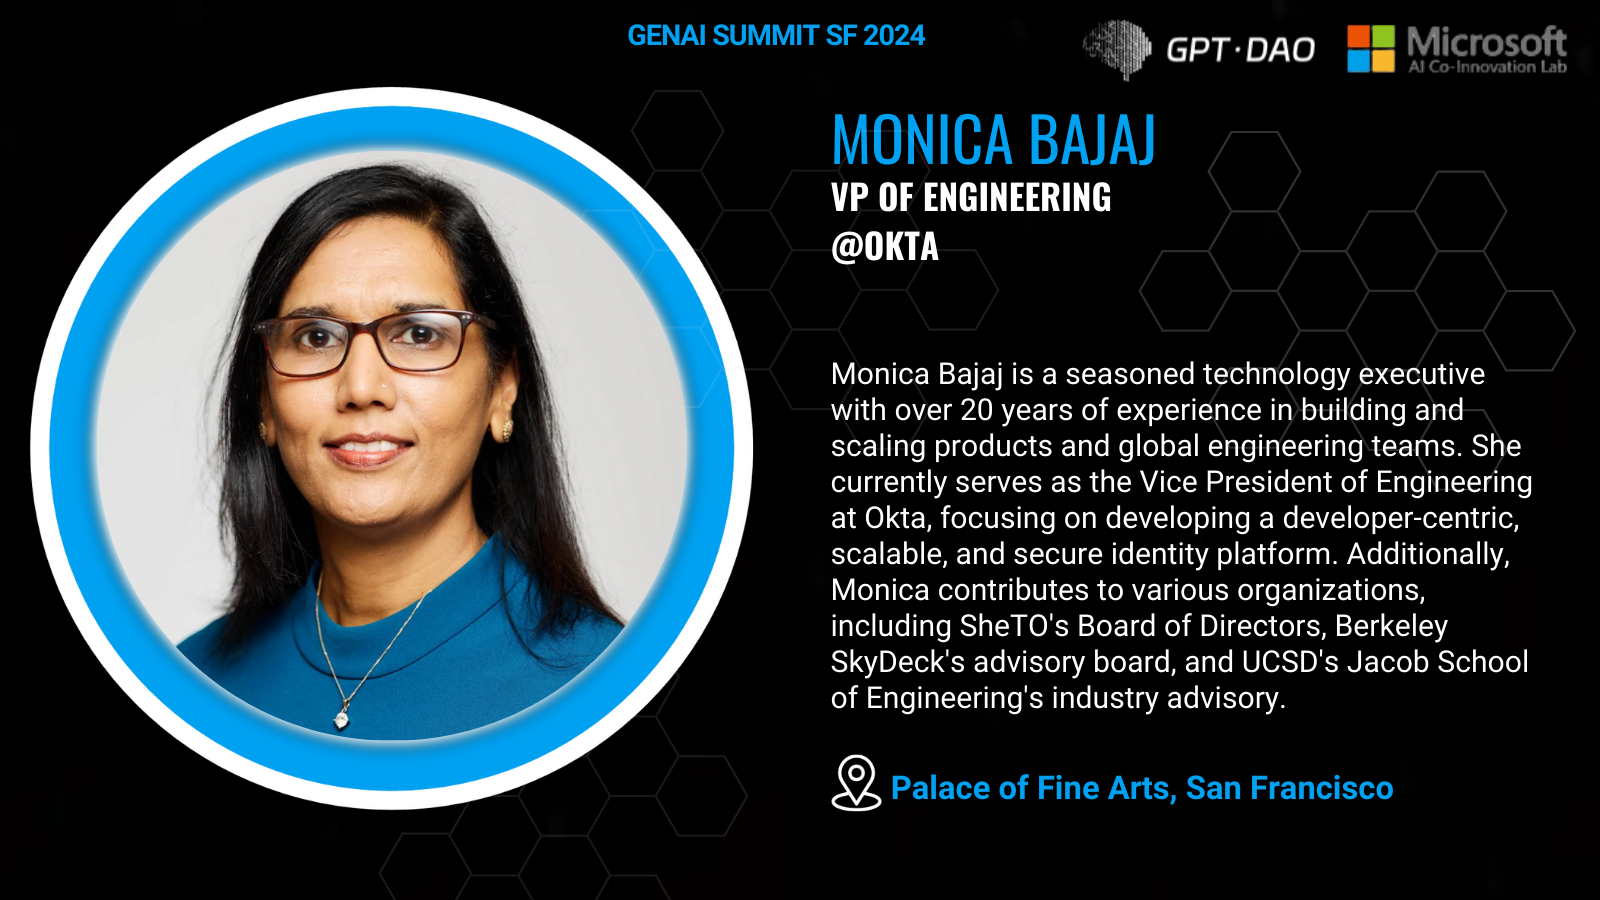 GENAI SUMMIT SF 2024
GPT·DAO
Microsoft
AI Co-Innovation Lab
MONICA BAJAJ
VP OF ENGINEERING
@OKTA
Monica Bajaj is a seasoned technology executive
with over 20 years of experience in building and
scaling products and global engineering teams. She
currently serves as the Vice President of Engineering
at Okta, focusing on developing a developer-centric,
scalable, and secure identity platform. Additionally,
Monica contributes to various organizations,
including SheTO's Board of Directors, Berkeley
SkyDeck's advisory board, and UCSD's Jacob School
of Engineering's industry advisory.
Palace of Fine Arts, San Francisco